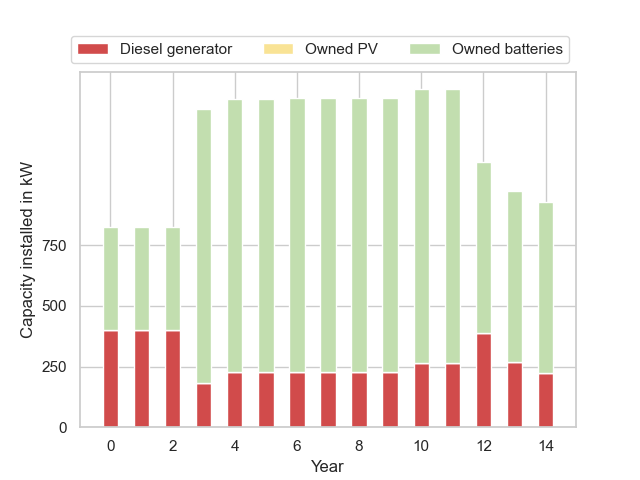 Diesel generator Owned PV Owned batteries
Capacity installed in kW
750
500
250
0
0 2 4 6 8 10 12 14
Year